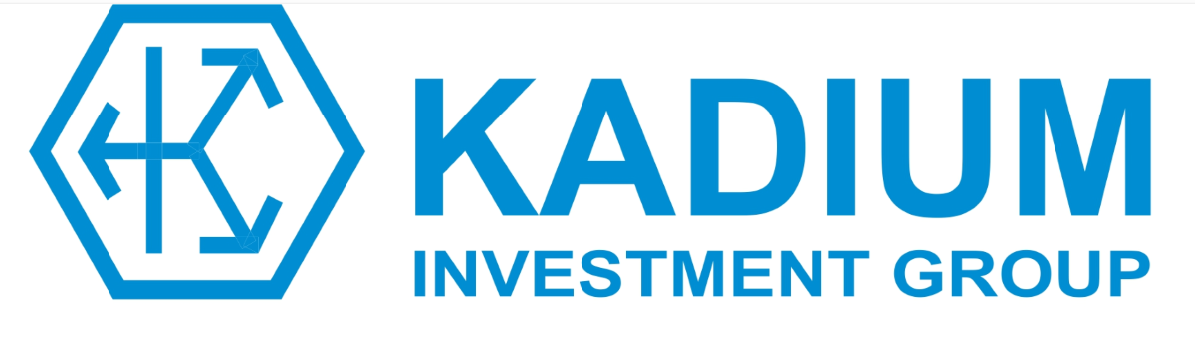 KADIUM
INVESTMENT GROUP